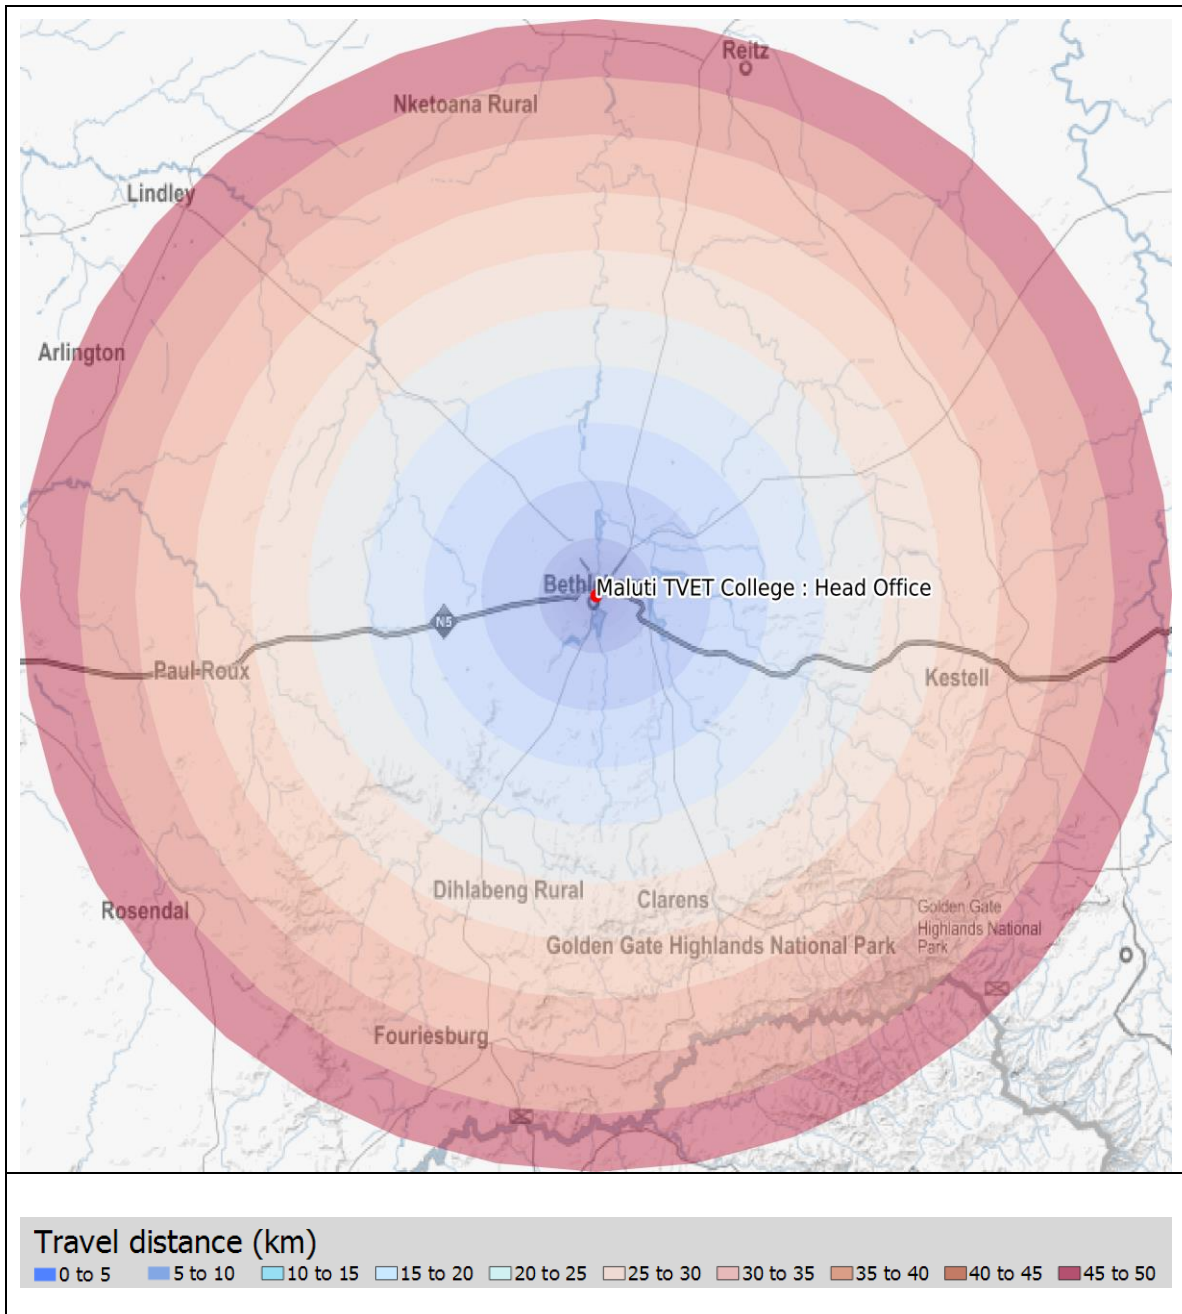 Reitz
Nketoana Rural
Lindley
Arlington
Maluti TVET College : Head Office
N5
Paul-Roux
Kestell
Dihlabeng Rural
Clarens
Golden Gate
Highlands National
Park
Rosendal
Golden Gate Highlands National Park
Fouriesburg
Travel distance (km)
0 to 5 5 to 10 10 to 15 15 to 20 20 to 25 25 to 30 30 to 35 35 to 40 40 to 45 45 to 50